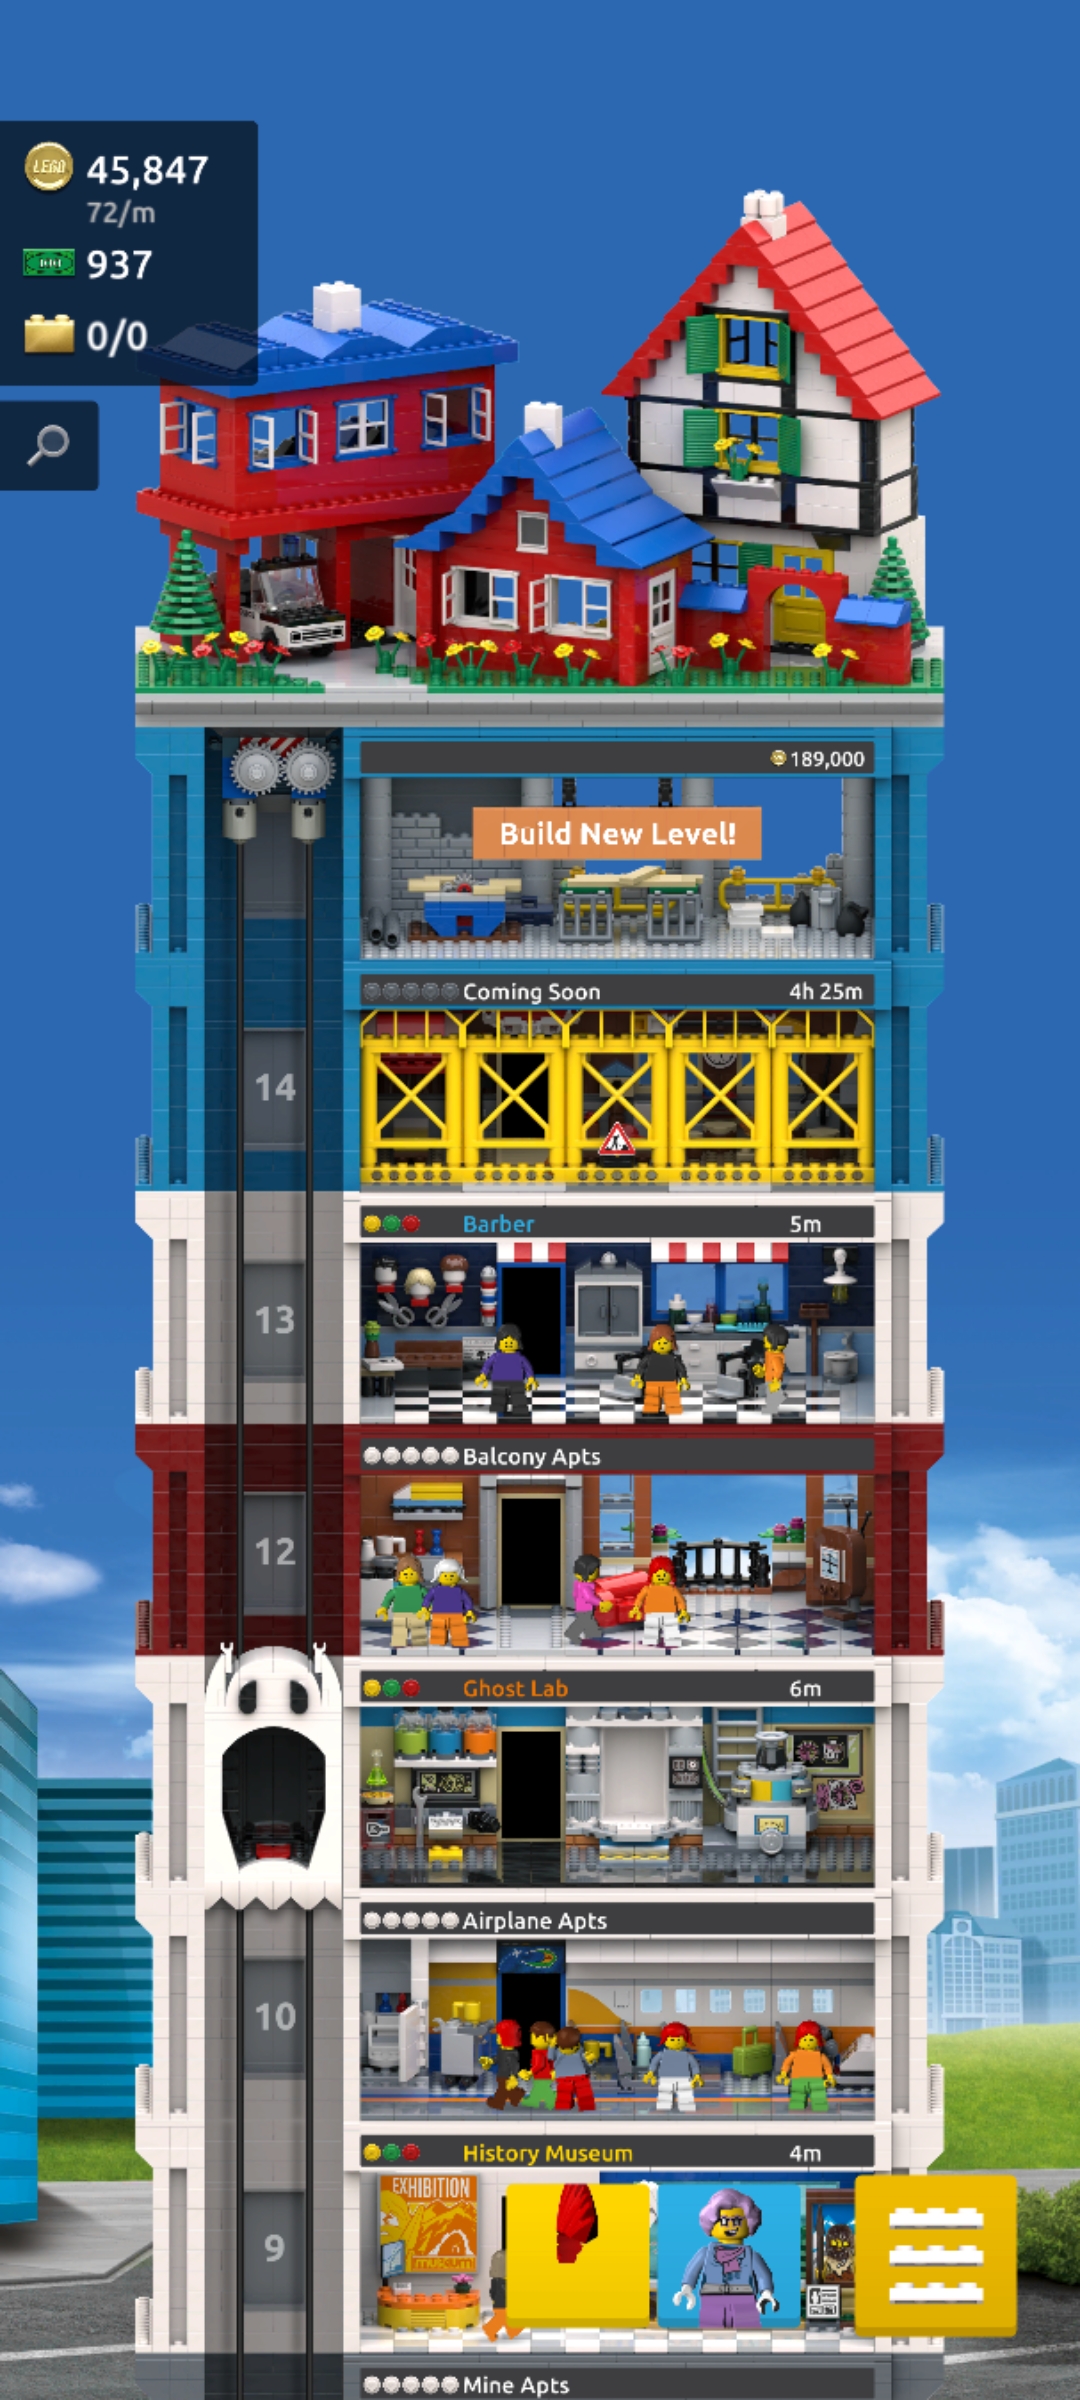 LEGO
45,847
72/m
937
0/0
189,000
Build New Level!
Coming Soon
4h 25m
14
Barber
5m
13
Balcony Apts
12
Ghost Lab
6m
Airplane Apts
10
History Museum
4m
EXHIBITION
museum!
9
Mine Apts